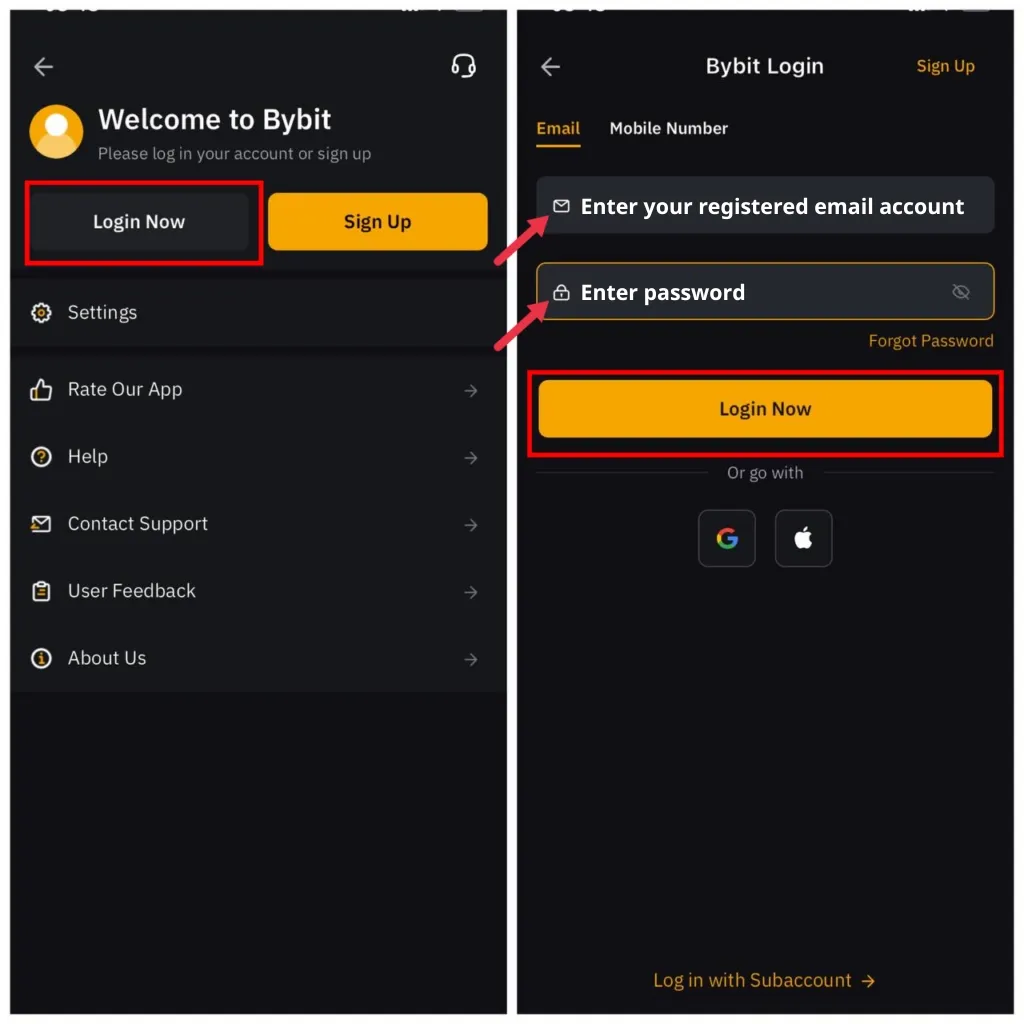 Welcome to Bybit
Please log in your account or sign up
Login Now
Sign Up
Settings
Rate Our App
Help
Contact Support
User Feedback
About Us
Bybit Login
Sign Up
Email
Mobile Number
Enter your registered email account
Enter password
Forgot Password
Login Now
Or go with
Log in with Subaccount